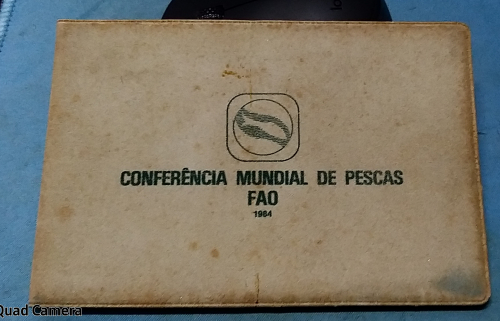 CONFERÊNCIA MUNDIAL DE PESCAS
FAO
1984
Quad Camera